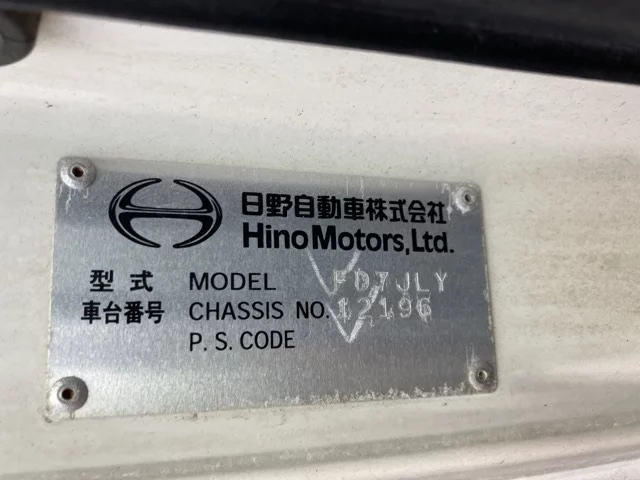 日野自動車株式会社
Hino Motors, Ltd.
型式 MODEL FD7JLY
車台番号 CHASSIS NO. 12196
P. S. CODE